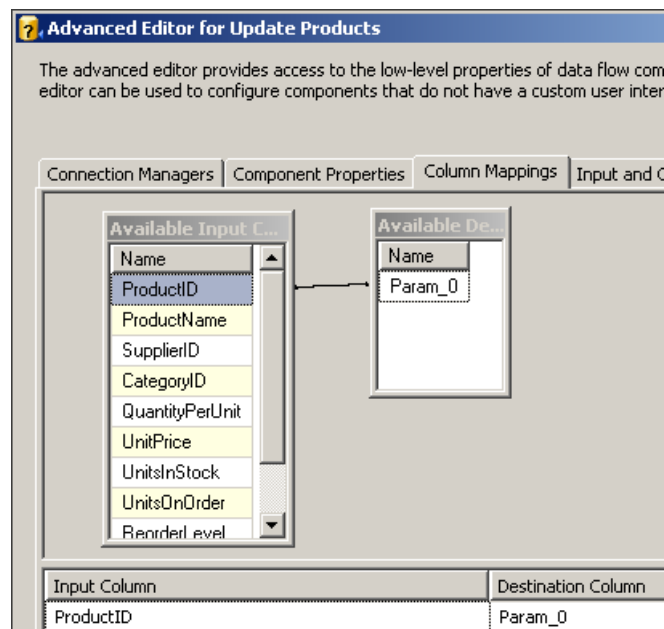 Advanced Editor for Update Products
The advanced editor provides access to the low-level properties of data flow com
editor can be used to configure components that do not have a custom user inter
Connection Managers Component Properties Column Mappings Input and O
Available Input C... Available De...
Name Name
ProductID Param_0
ProductName
SupplierID
CategoryID
QuantityPerUnit
UnitPrice
UnitsInStock
UnitsOnOrder
ReorderLevel
Input Column Destination Column
ProductID Param_0